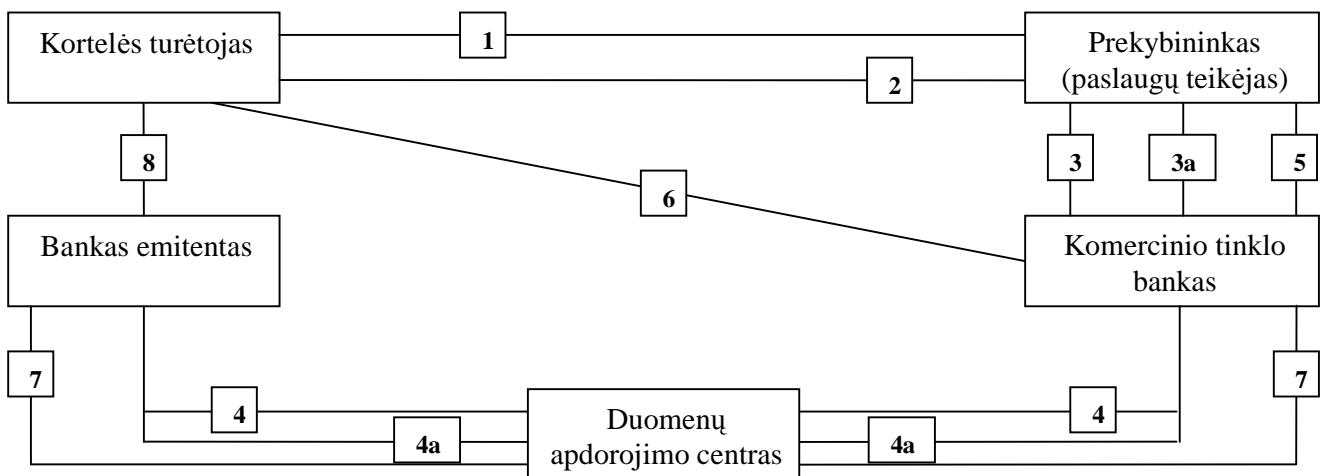 Kortelės turėtojas
1
Prekybininkas
(paslaugų teikėjas)
2
8
3
3a
5
6
Bankas emitentas
Komercinio tinklo
bankas
7
7
4
4
Duomenų
apdorojimo centras
4a
4a